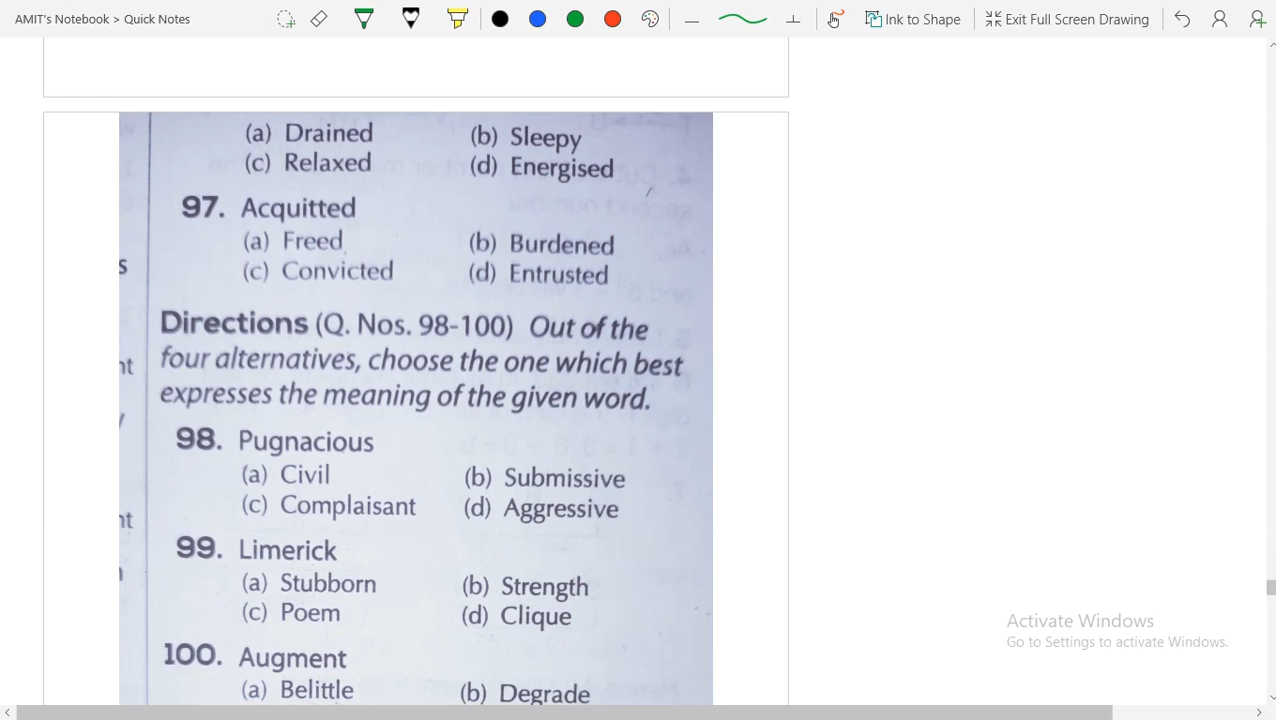 AMIT's Notebook > Quick Notes
Ink to Shape
Exit Full Screen Drawing
(a) Drained (b) Sleepy
(c) Relaxed (d) Energised
97. Acquitted
(a) Freed (b) Burdened
(c) Convicted (d) Entrusted
Directions (Q. Nos. 98-100) Out of the
four alternatives, choose the one which best
expresses the meaning of the given word.
98. Pugnacious
(a) Civil (b) Submissive
(c) Complaisant (d) Aggressive
99. Limerick
(a) Stubborn (b) Strength
(c) Poem (d) Clique
100. Augment
(a) Belittle (b) Degrade
Activate Windows
Go to Settings to activate Windows.